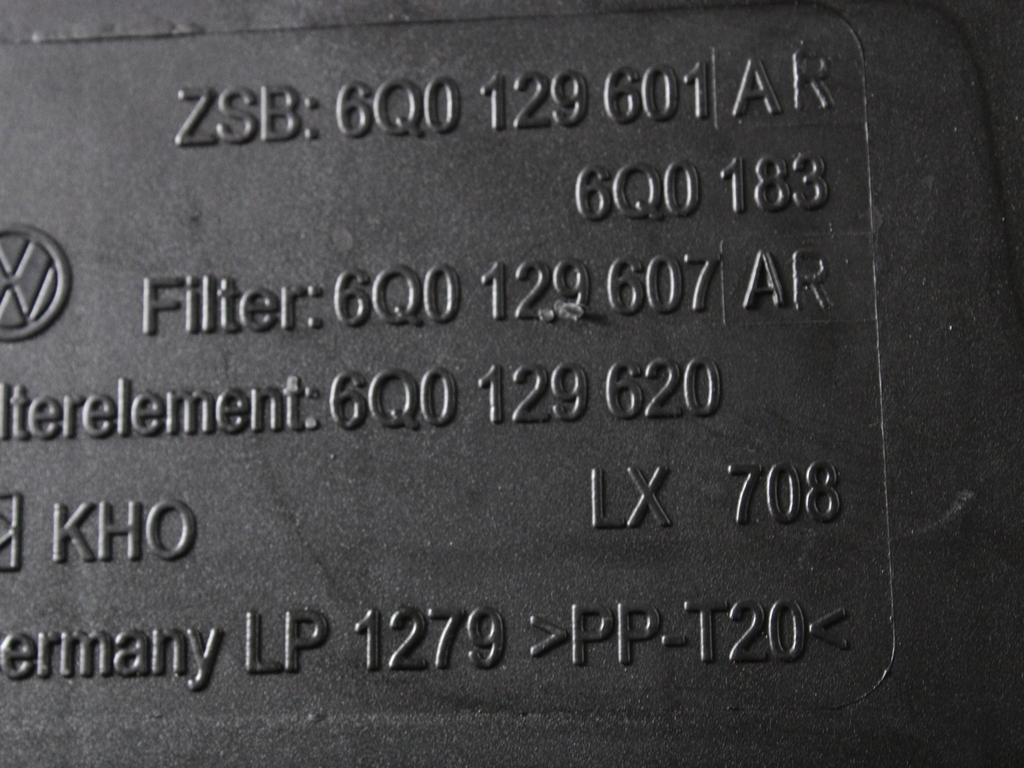 ZSB: 6Q0 129 601 AR
6Q0 183
Filter: 6Q0 129 607 AR
lterelement: 6Q0 129 620
KHO LX 708
ermany LP 1279 >PP-T20<